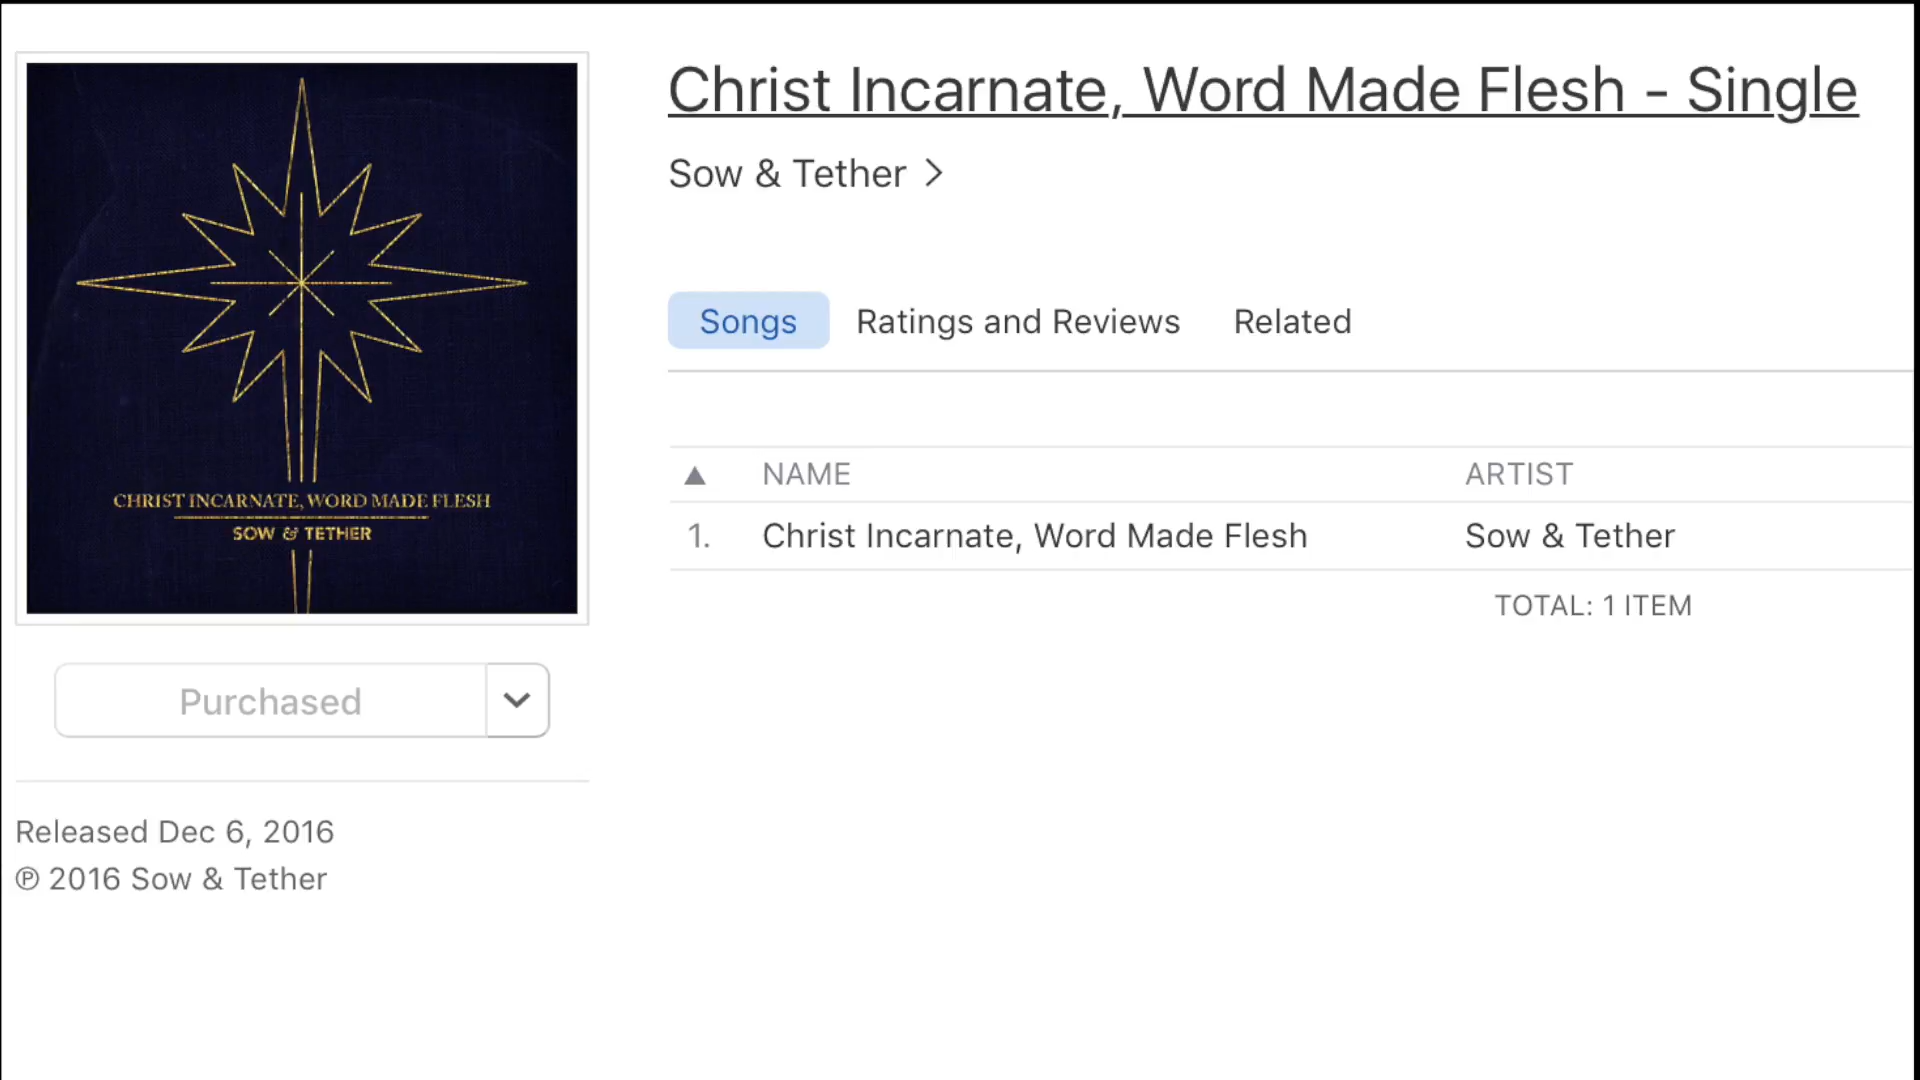 Christ Incarnate, Word Made Flesh - Single
Sow & Tether >
Songs Ratings and Reviews Related
CHRIST INCARNATE, WORD MADE FLESH
SOW & TETHER
▲ NAME ARTIST
1. Christ Incarnate, Word Made Flesh Sow & Tether
TOTAL: 1 ITEM
Purchased
Released Dec 6, 2016
℗ 2016 Sow & Tether